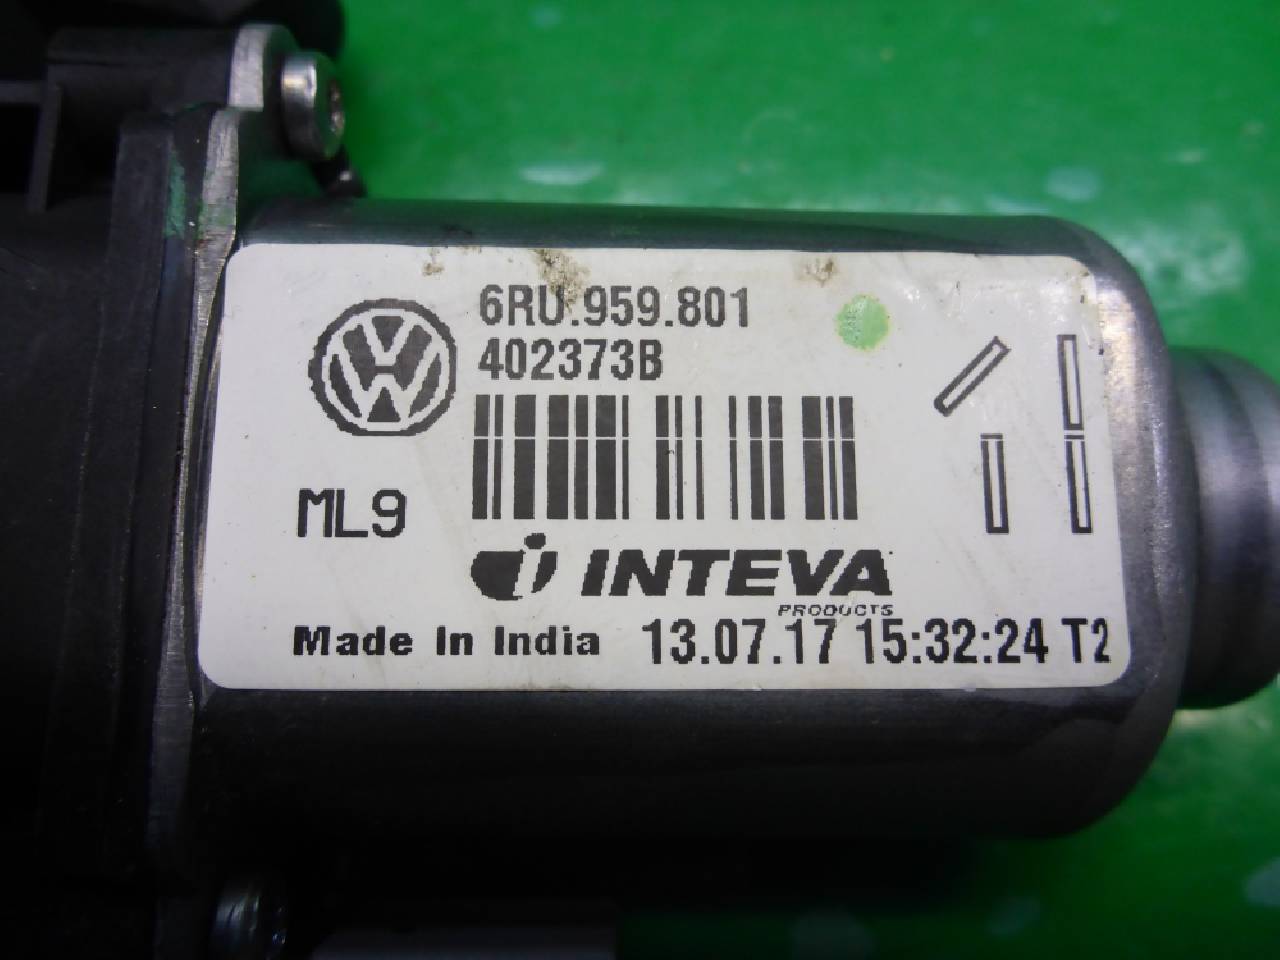 6RU.959.801
402373B
ML9
INTEVA
PRODUCTS
Made In India 13.07.17 15:32:24 T2